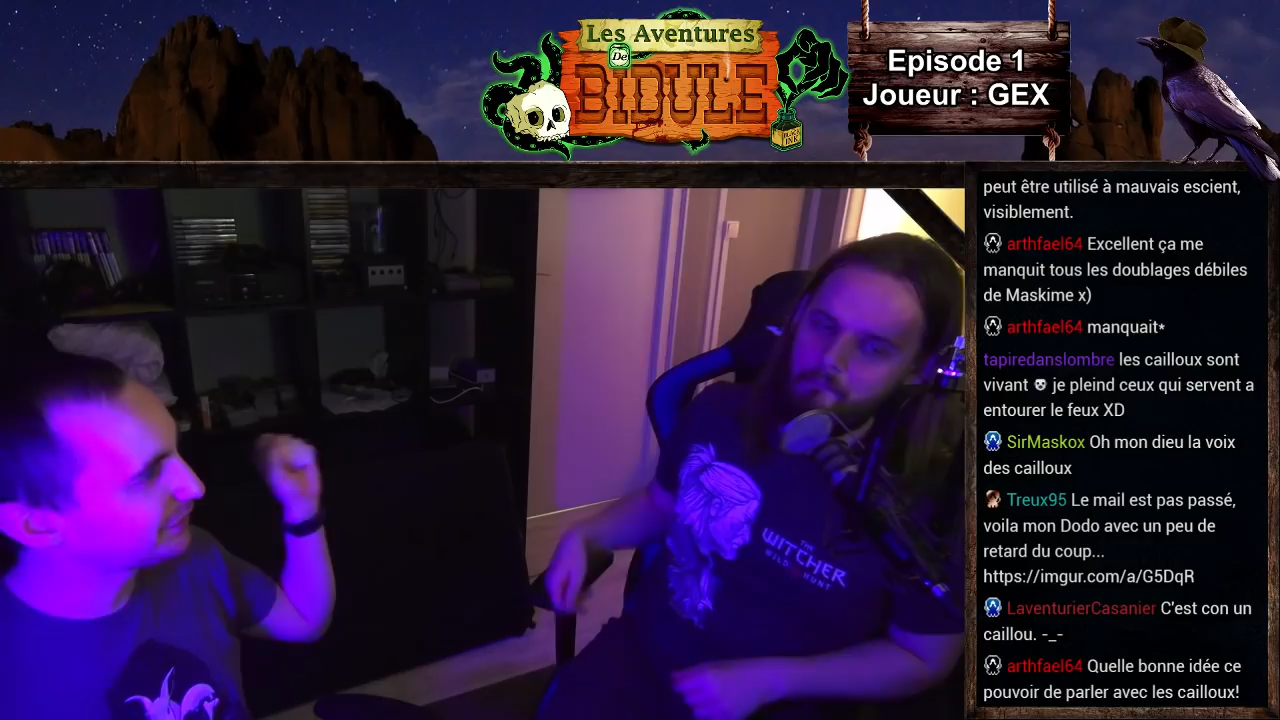 Les Aventures
De
BIDULE
BLACK
INK
Episode 1
Joueur : GEX
peut être utilisé à mauvais escient,
visiblement.
arthfael64 Excellent ça me
manquit tous les doublages débiles
de Maskime x)
arthfael64 manquait*
tapiredanslombre les cailloux sont
vivant je pleind ceux qui servent a
entourer le feux XD
SirMaskox Oh mon dieu la voix
des cailloux
Treux95 Le mail est pas passé,
voila mon Dodo avec un peu de
retard du coup...
https://imgur.com/a/G5DqR
LaventurierCasanier C'est con un
caillou. -_-
arthfael64 Quelle bonne idée ce
pouvoir de parler avec les cailloux!
THE
WITCHER
WILD HUNT